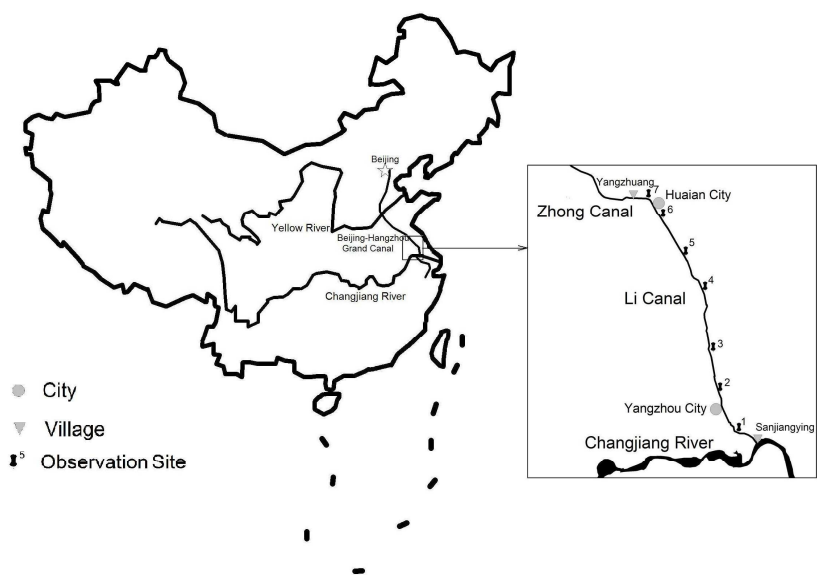 Beijing
Yellow River
Beijing-Hangzhou
Grand Canal
Changjiang River
City
Village
5
Observation Site
Yangzhuang
7
Huaian City
Zhong Canal
6
5
4
Li Canal
3
2
Yangzhou City
1
Sanjiangying
Changjiang River